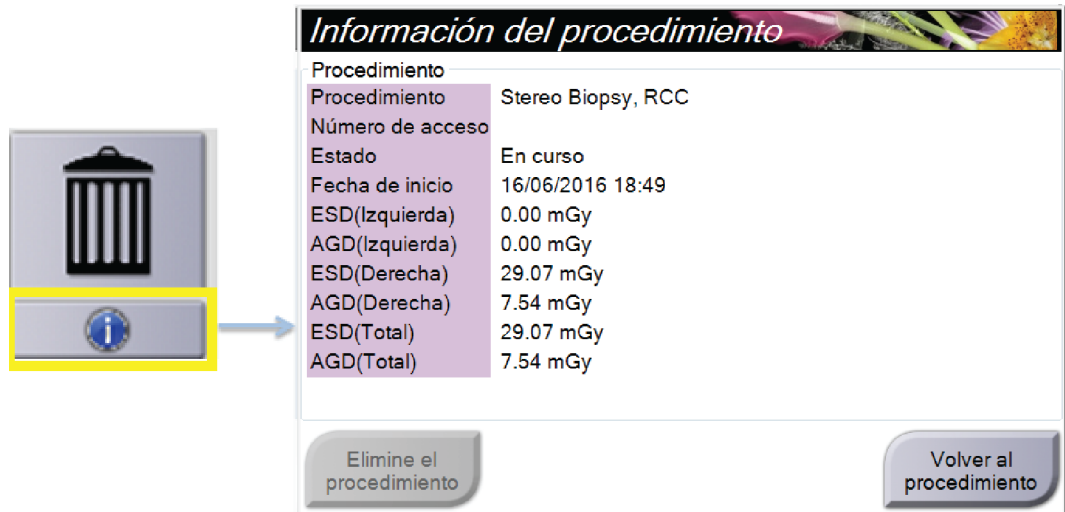 Información del procedimiento
Procedimiento
Procedimiento Stereo Biopsy, RCC
Número de acceso
Estado En curso
Fecha de inicio 16/06/2016 18:49
ESD(Izquierda) 0.00 mGy
AGD(Izquierda) 0.00 mGy
ESD(Derecha) 29.07 mGy
AGD(Derecha) 7.54 mGy
ESD(Total) 29.07 mGy
AGD(Total) 7.54 mGy
Elimine el
procedimiento
Volver al
procedimiento